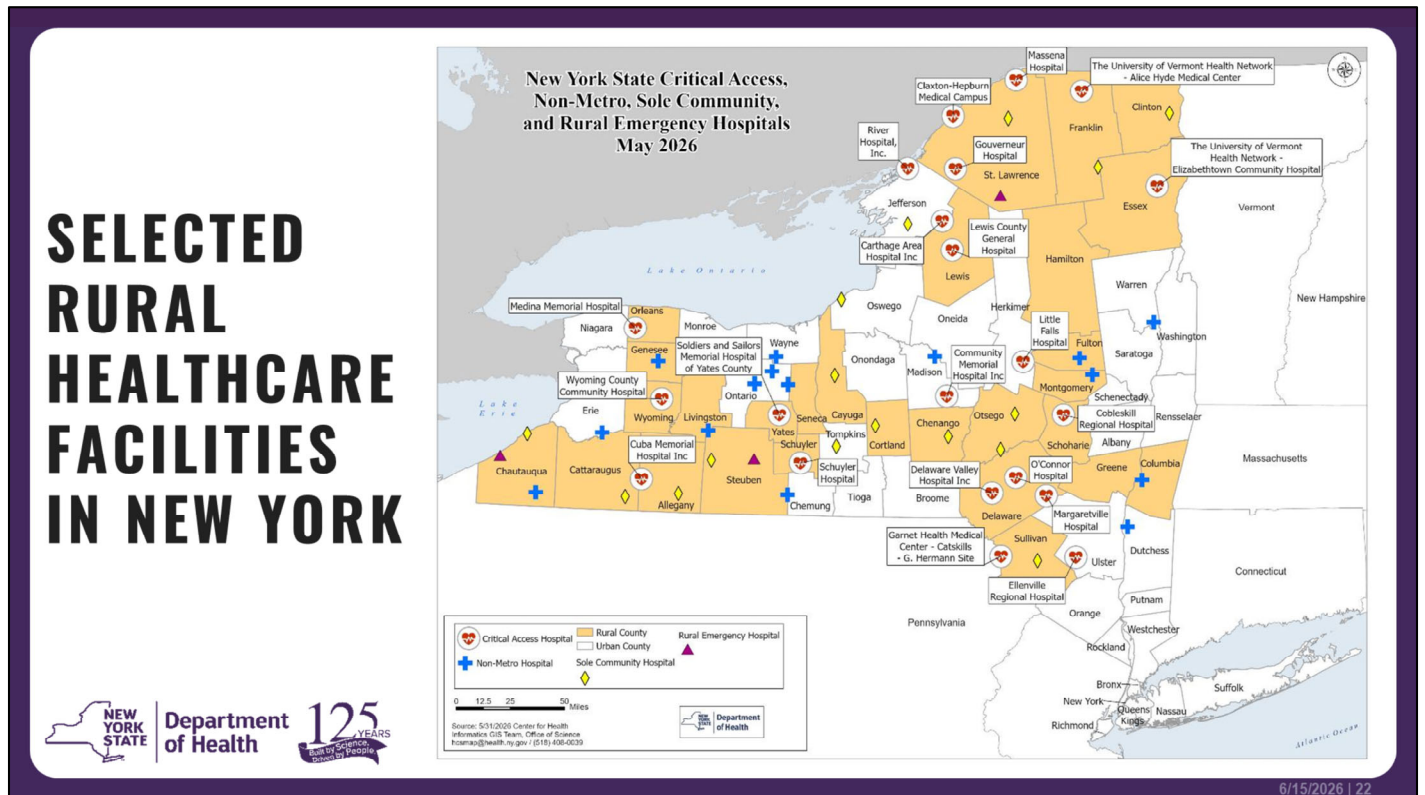 SELECTED
RURAL
HEALTHCARE
FACILITIES
IN NEW YORK
NEW
YORK
STATE
Department
of Health
125
YEARS
Built by Science,
Driven by People
New York State Critical Access,
Non-Metro, Sole Community,
and Rural Emergency Hospitals
May 2026
Massena
Hospital
The University of Vermont Health Network
- Alice Hyde Medical Center
Claxton-Hepburn
Medical Campus
Clinton
Franklin
River
Hospital,
Inc.
Gouverneur
Hospital
St. Lawrence
The University of Vermont
Health Network -
Elizabethtown Community Hospital
Jefferson
Essex
Vermont
Carthage Area
Hospital Inc
Lewis County
General
Hospital
Lewis
Hamilton
Lake Ontario
Warren
New Hampshire
Medina Memorial Hospital
Orleans
Niagara
Monroe
Wayne
Oswego
Oneida
Herkimer
Little
Falls
Hospital
Washington
Genesee
Soldiers and Sailors
Memorial Hospital
of Yates County
Onondaga
Madison
Community
Memorial
Hospital Inc
Fulton
Saratoga
Wyoming County
Community Hospital
Montgomery
Schenectady
Lake
Erie
Erie
Wyoming
Livingston
Ontario
Yates
Seneca
Cayuga
Chenango
Otsego
Cobleskill
Regional Hospital
Rensselaer
Cuba Memorial
Hospital Inc
Schuyler
Tompkins
Cortland
Schoharie
Albany
Chautauqua
Cattaraugus
Allegany
Steuben
Schuyler
Hospital
Delaware Valley
Hospital Inc
O'Connor
Hospital
Greene
Columbia
Massachusetts
Chemung
Tioga
Broome
Delaware
Margaretville
Hospital
Garnet Health Medical
Center - Catskills
- G. Hermann Site
Sullivan
Ulster
Dutchess
Connecticut
Ellenville
Regional Hospital
Orange
Putnam
Pennsylvania
Westchester
Rockland
Bronx
New York
Queens
Kings
Nassau
Suffolk
Richmond
Atlantic Ocean
Critical Access Hospital
Rural County
Urban County
Rural Emergency Hospital
Non-Metro Hospital
Sole Community Hospital
0 12.5 25 50 Miles
Source: 5/31/2026 Center for Health
Informatics GIS Team, Office of Science
hcsmap@health.ny.gov / (518) 408-0039
NEW
YORK
STATE
Department
of Health
6/15/2026 | 22